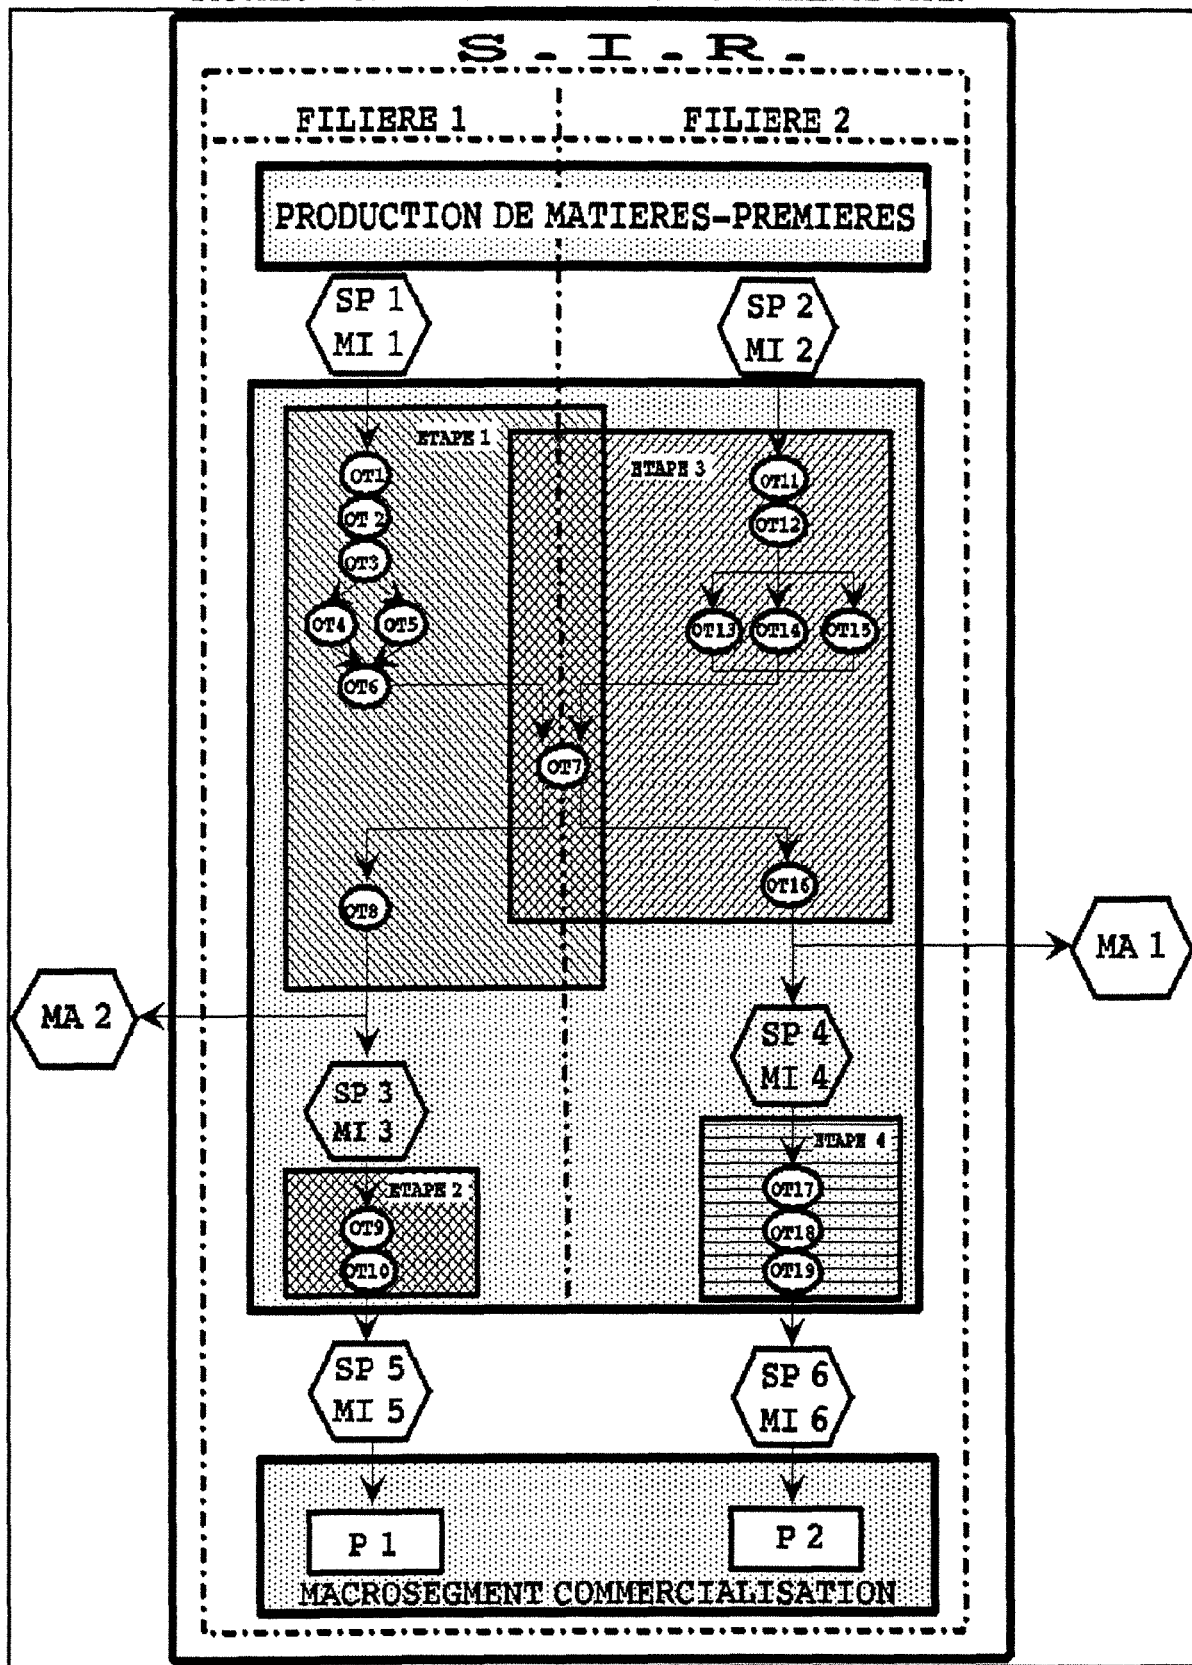 S.I.R.
FILIERE 1
FILIERE 2
PRODUCTION DE MATIERES-PREMIERES
SP 1
MI 1
SP 2
MI 2
ETAPE 1
ETAPE 3
OT1
OT 2
OT3
OT4
OT5
OT6
OT11
OT12
OT13
OT14
OT15
OT7
OT8
OT16
MA 1
MA 2
SP 3
MI 3
SP 4
MI 4
ETAPE 2
OT9
OT10
ETAPE 4
OT17
OT18
OT19
SP 5
MI 5
SP 6
MI 6
P 1
P 2
MACROSEGMENT COMMERCIALISATION